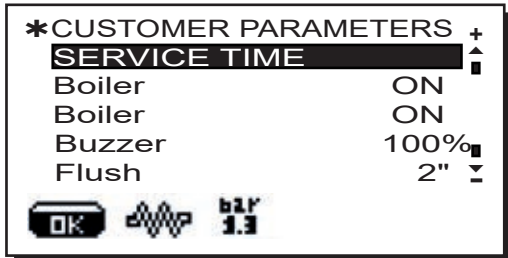 *CUSTOMER PARAMETERS +
SERVICE TIME
Boiler ON
Boiler ON
Buzzer 100%
Flush 2" -
OK bar
1.3